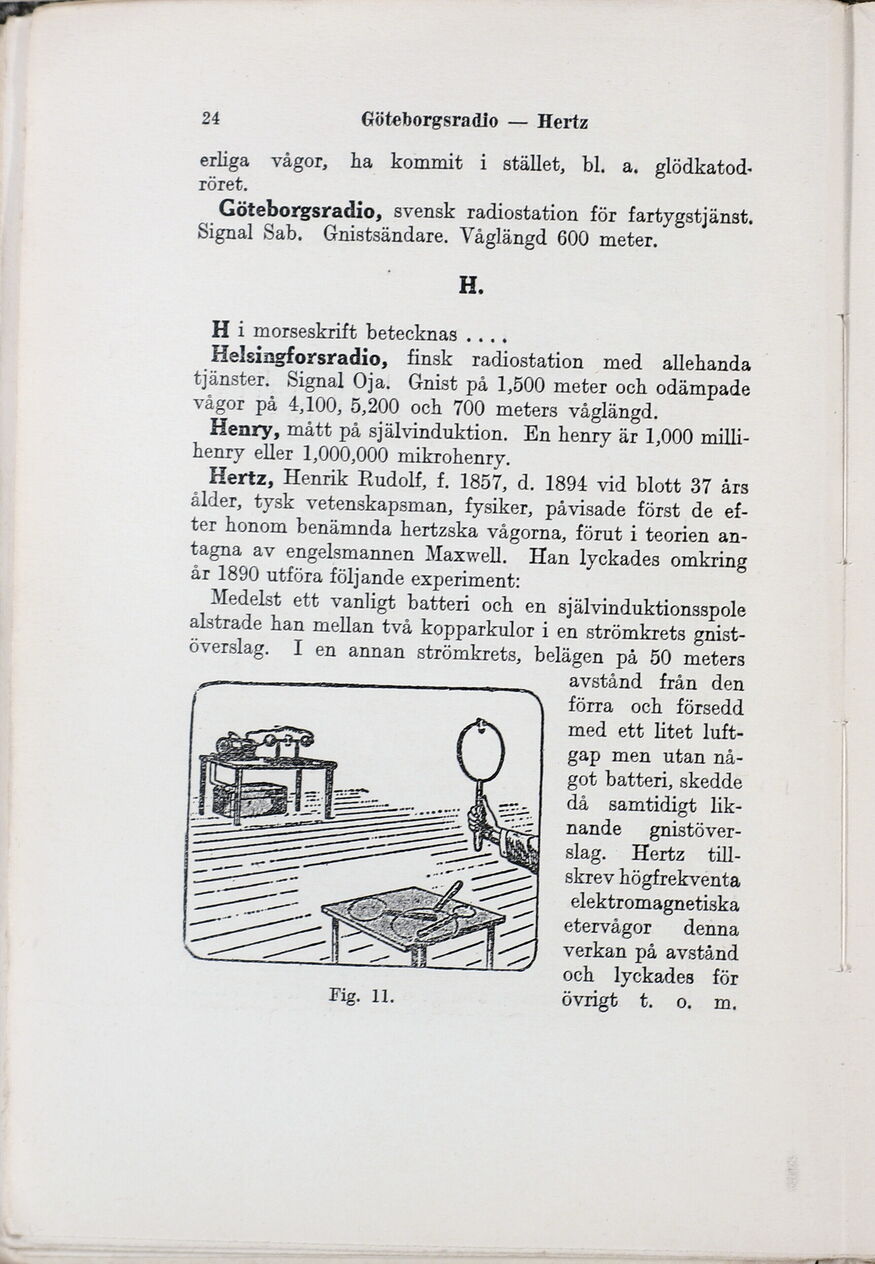 24 Göteborgsradio — Hertz
erliga vågor, ha kommit i stället, bl. a. glödkatod-
röret.
Göteborgsradio, svensk radiostation för fartygstjänst.
Signal Sab. Gnistsändare. Våglängd 600 meter.
H.
H i morseskrift betecknas . . . .
Helsingforsradio, finsk radiostation med allehanda
tjänster. Signal Oja. Gnist på 1,500 meter och odämpade
vågor på 4,100, 5,200 och 700 meters våglängd.
Henry, mått på självinduktion. En henry är 1,000 milli-
henry eller 1,000,000 mikrohenry.
Hertz, Henrik Rudolf, f. 1857, d. 1894 vid blott 37 års
ålder, tysk vetenskapsman, fysiker, påvisade först de ef-
ter honom benämnda hertzska vågorna, förut i teorien an-
tagna av engelsmannen Maxwell. Han lyckades omkring
år 1890 utföra följande experiment:
Medelst ett vanligt batteri och en självinduktionsspole
alstrade han mellan två kopparkulor i en strömkrets gnist-
överslag. I en annan strömkrets, belägen på 50 meters
avstånd från den
förra och försedd
med ett litet luft-
gap men utan nå-
got batteri, skedde
då samtidigt lik-
nande gnistöver-
slag. Hertz till-
skrev högfrekventa
elektromagnetiska
etervågor denna
verkan på avstånd
och lyckades för
övrigt t. o. m.
Fig. 11.